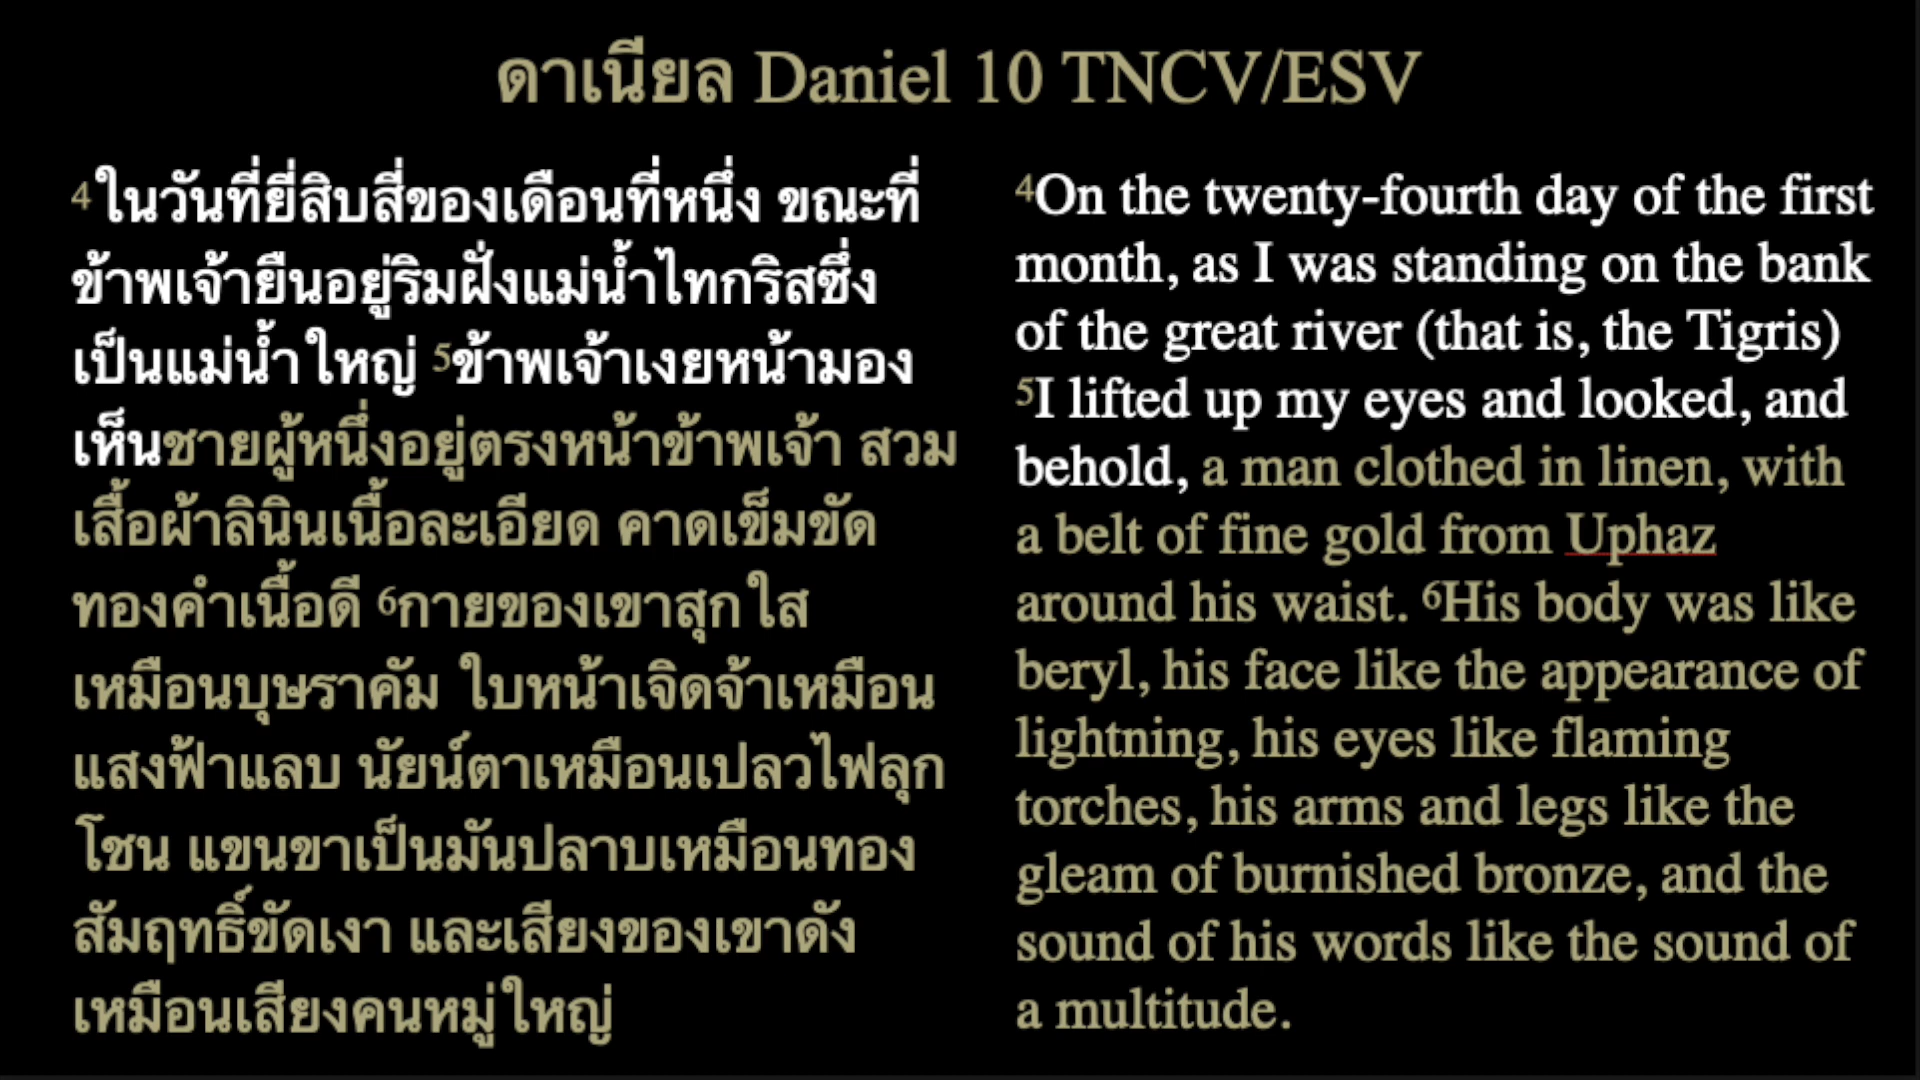 ดาเนียล Daniel 10 TNCV/ESV
4 ในวันที่ยี่สิบสี่ของเดือนที่หนึ่ง ขณะที่
ข้าพเจ้ายืนอยู่ริมฝั่งแม่น้ำไทกริสซึ่ง
เป็นแม่น้ำใหญ่ 5ข้าพเจ้าเงยหน้ามอง
เห็นชายผู้หนึ่งอยู่ตรงหน้าข้าพเจ้า สวม
เสื้อผ้าลินินเนื้อละเอียด คาดเข็มขัด
ทองคำเนื้อดี 6กายของเขาสุกใส
เหมือนบุษราคัม ใบหน้าเจิดจ้าเหมือน
แสงฟ้าแลบ นัยน์ตาเหมือนเปลวไฟลุก
โชน แขนขาเป็นมันปลาบเหมือนทอง
สัมฤทธิ์ขัดเงา และเสียงของเขาดัง
เหมือนเสียงคนหมู่ใหญ่
4On the twenty-fourth day of the first
month, as I was standing on the bank
of the great river (that is, the Tigris)
5I lifted up my eyes and looked, and
behold, a man clothed in linen, with
a belt of fine gold from Uphaz
around his waist. 6His body was like
beryl, his face like the appearance of
lightning, his eyes like flaming
torches, his arms and legs like the
gleam of burnished bronze, and the
sound of his words like the sound of
a multitude.